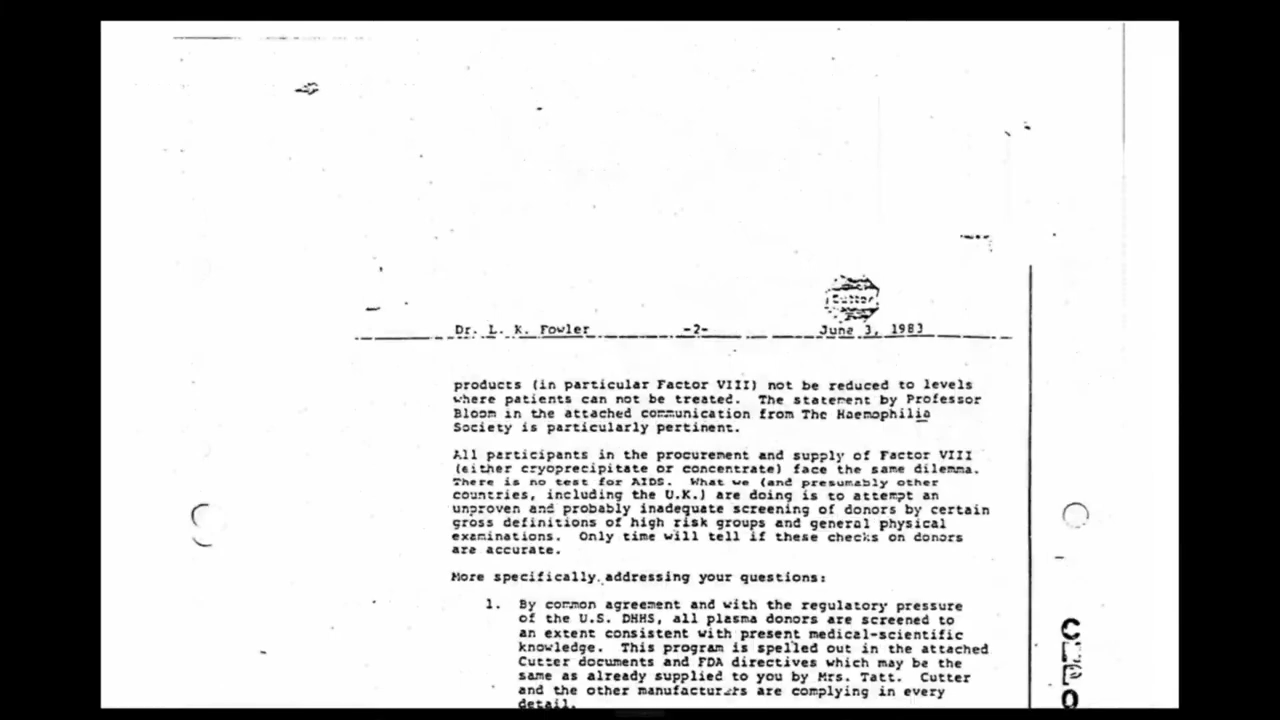 Cutter
Dr. L. K. Fowler -2- June 3, 1983
products (in particular Factor VIII) not be reduced to levels
where patients can not be treated. The statement by Professor
Bloom in the attached communication from The Haemophilia
Society is particularly pertinent.
All participants in the procurement and supply of Factor VIII
(either cryoprecipitate or concentrate) face the same dilemma.
There is no test for AIDS. What we (and presumably other
countries, including the U.K.) are doing is to attempt an
unproven and probably inadequate screening of donors by certain
gross definitions of high risk groups and general physical
examinations. Only time will tell if these checks on donors
are accurate.
More specifically addressing your questions:
1. By common agreement and with the regulatory pressure
of the U.S. DHHS, all plasma donors are screened to
an extent consistent with present medical-scientific
knowledge. This program is spelled out in the attached
Cutter documents and FDA directives which may be the
same as already supplied to you by Mrs. Tatt. Cutter
and the other manufacturers are complying in every
detail.